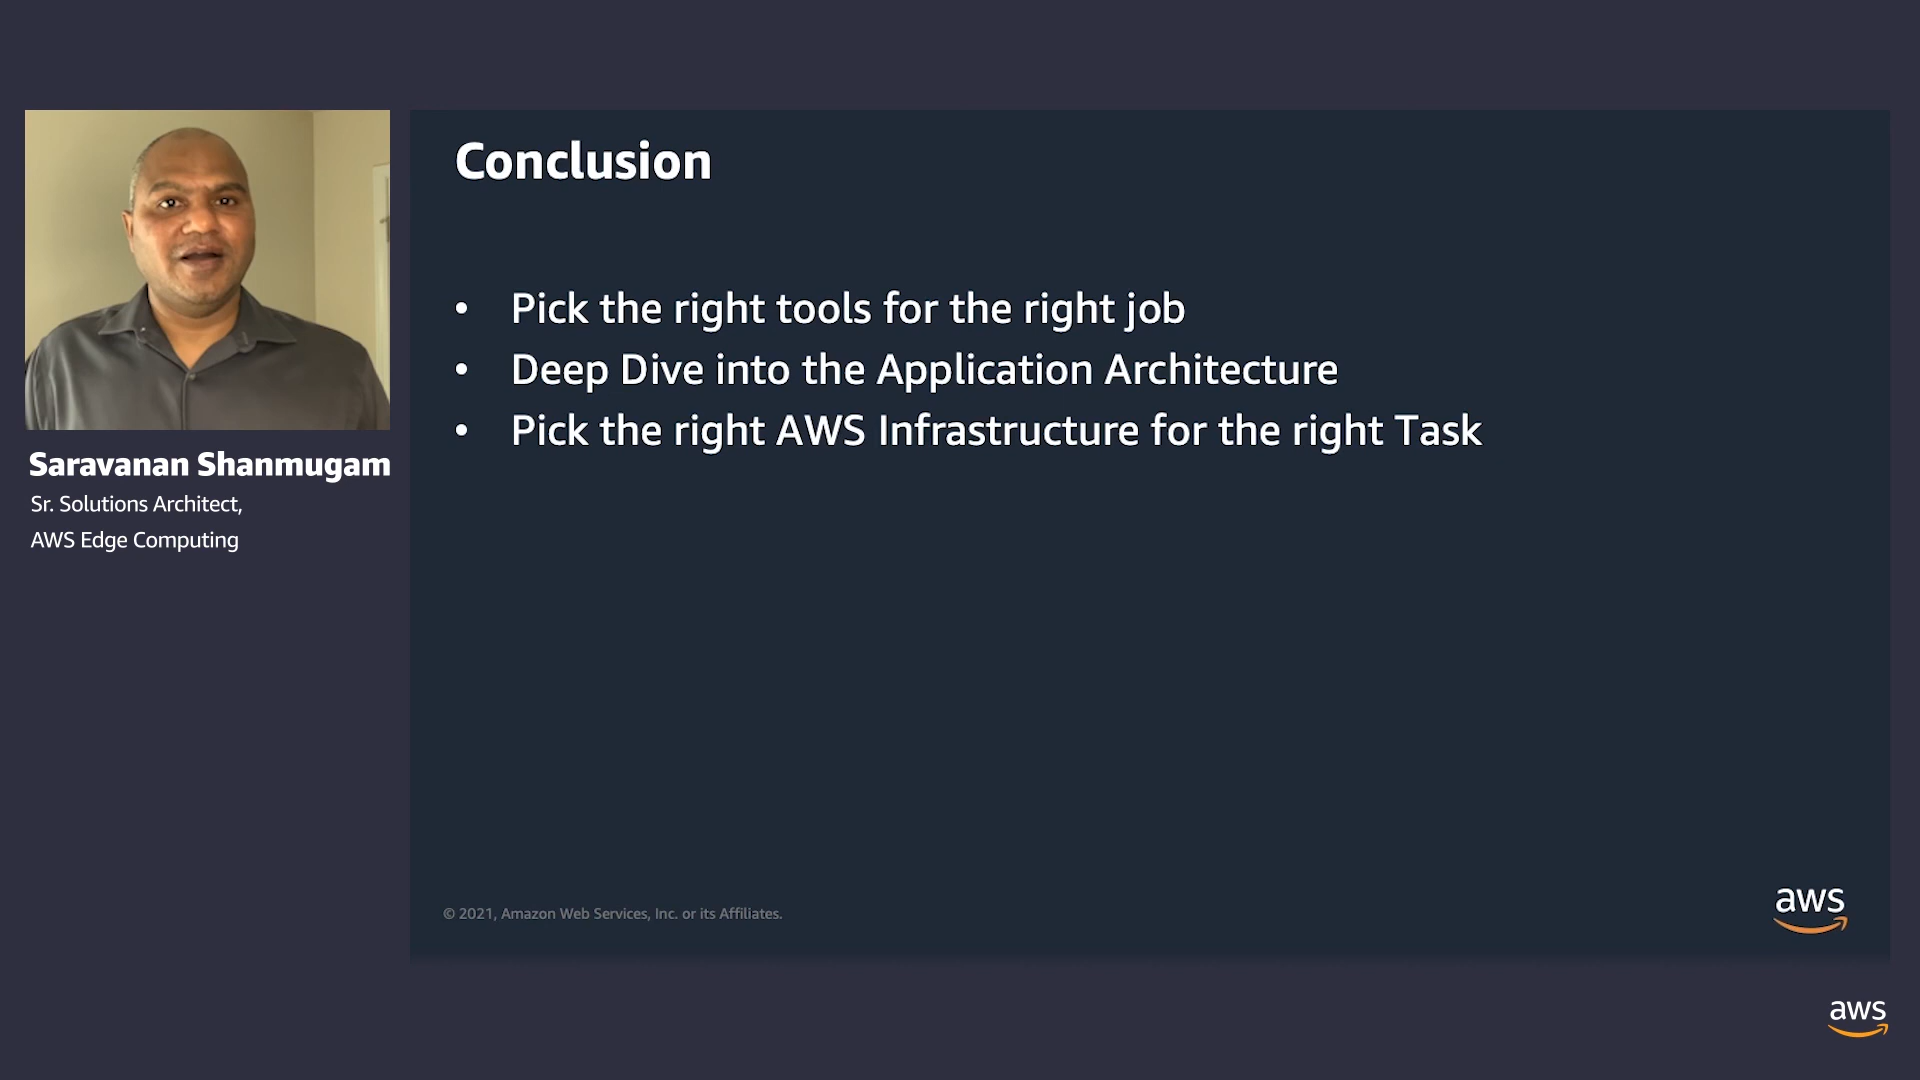 Conclusion
• Pick the right tools for the right job
• Deep Dive into the Application Architecture
• Pick the right AWS Infrastructure for the right Task
Saravanan Shanmugam
Sr. Solutions Architect,
AWS Edge Computing
© 2021, Amazon Web Services, Inc. or its Affiliates.
aws
aws